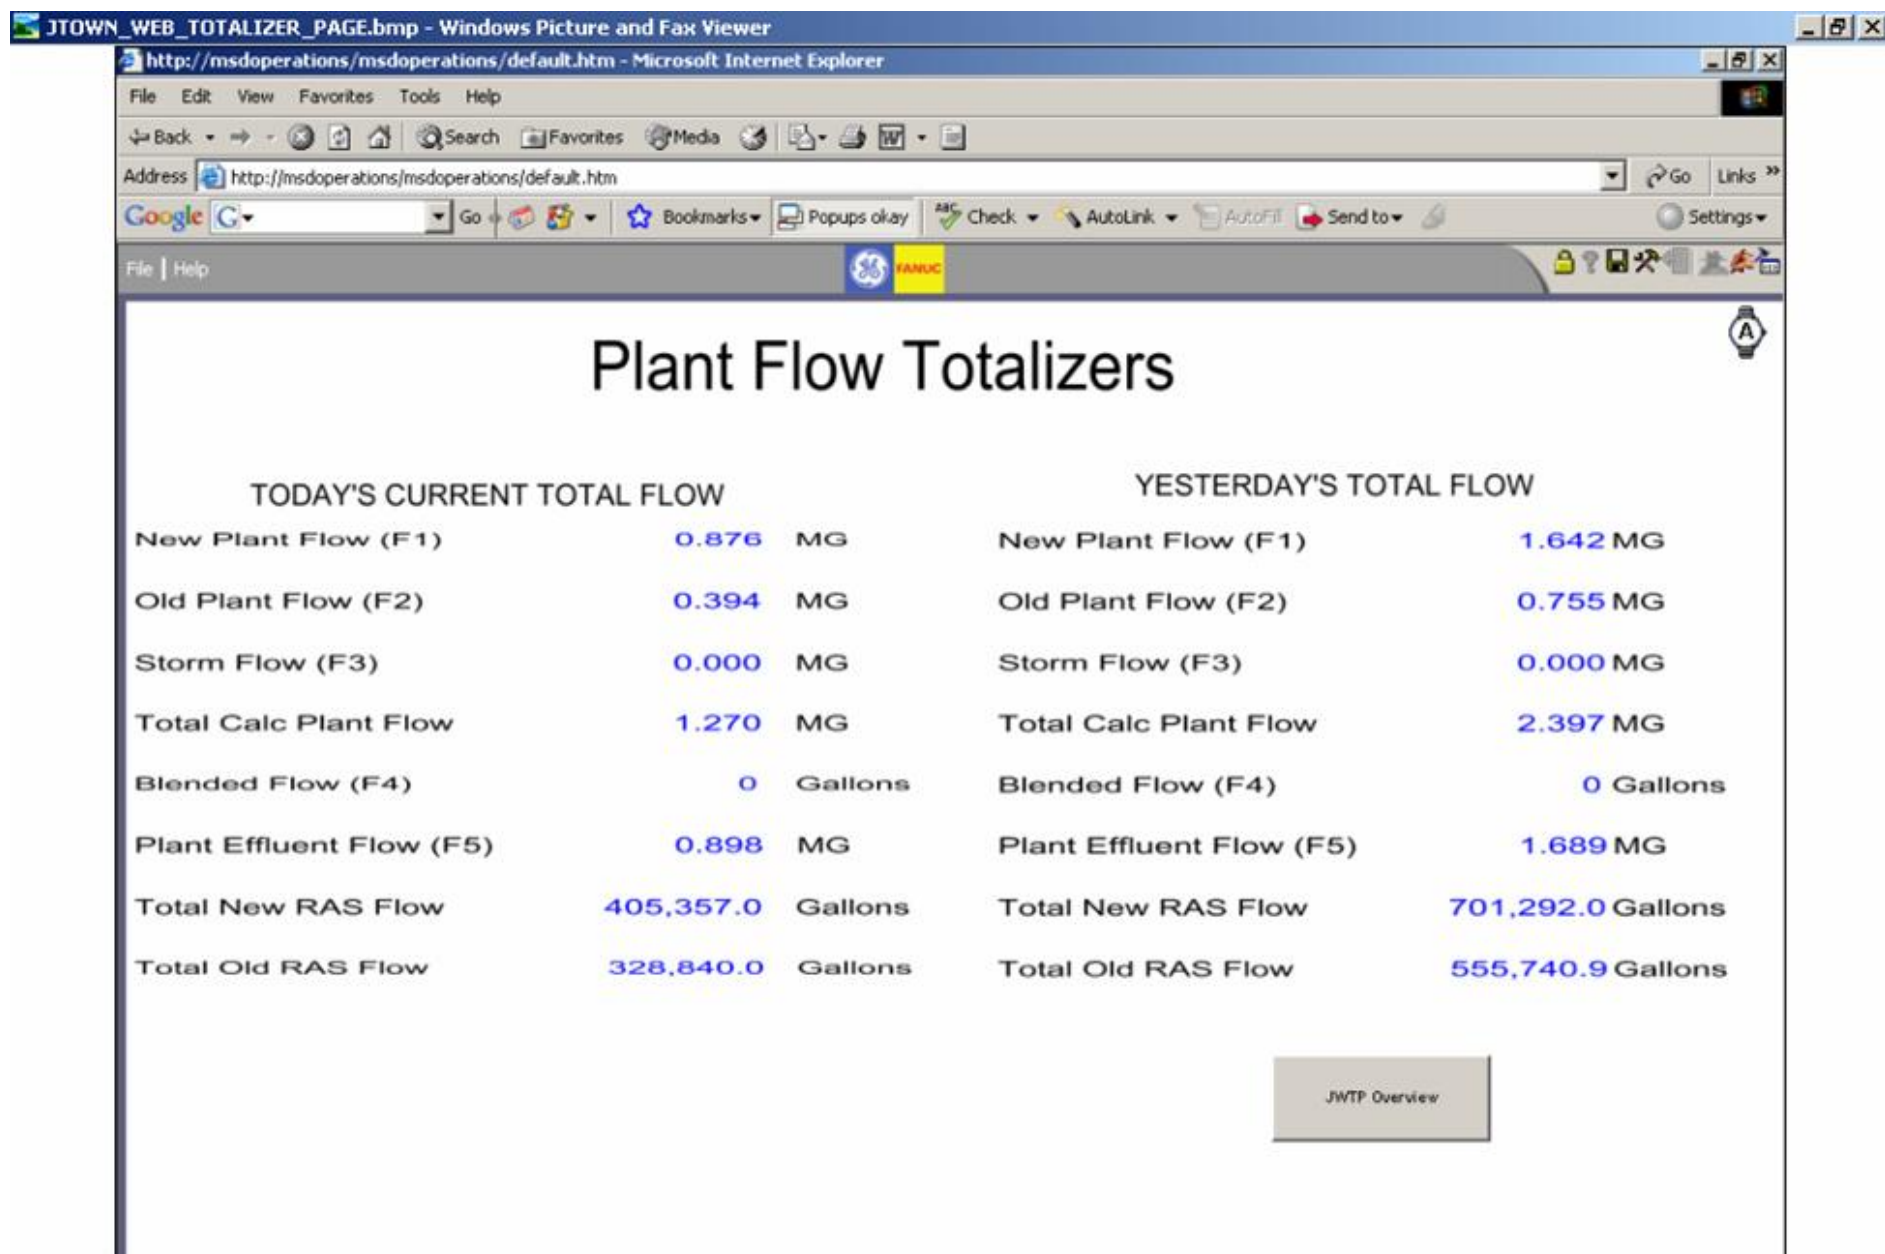 JTOWN_WEB_TOTALIZER_PAGE.bmp - Windows Picture and Fax Viewer
http://msdoperations/msdoperations/default.htm - Microsoft Internet Explorer
File Edit View Favorites Tools Help
Back Search Favorites Media W
Address http://msdoperations/msdoperations/default.htm Go Links »
Google G Go Bookmarks Popups okay ABC Check AutoLink AutoFill Send to Settings
File | Help GE FANUC ?
A
Plant Flow Totalizers
TODAY'S CURRENT TOTAL FLOW
New Plant Flow (F1) 0.876 MG
Old Plant Flow (F2) 0.394 MG
Storm Flow (F3) 0.000 MG
Total Calc Plant Flow 1.270 MG
Blended Flow (F4) 0 Gallons
Plant Effluent Flow (F5) 0.898 MG
Total New RAS Flow 405,357.0 Gallons
Total Old RAS Flow 328,840.0 Gallons
YESTERDAY'S TOTAL FLOW
New Plant Flow (F1) 1.642 MG
Old Plant Flow (F2) 0.755 MG
Storm Flow (F3) 0.000 MG
Total Calc Plant Flow 2.397 MG
Blended Flow (F4) 0 Gallons
Plant Effluent Flow (F5) 1.689 MG
Total New RAS Flow 701,292.0 Gallons
Total Old RAS Flow 555,740.9 Gallons
JWTP Overview